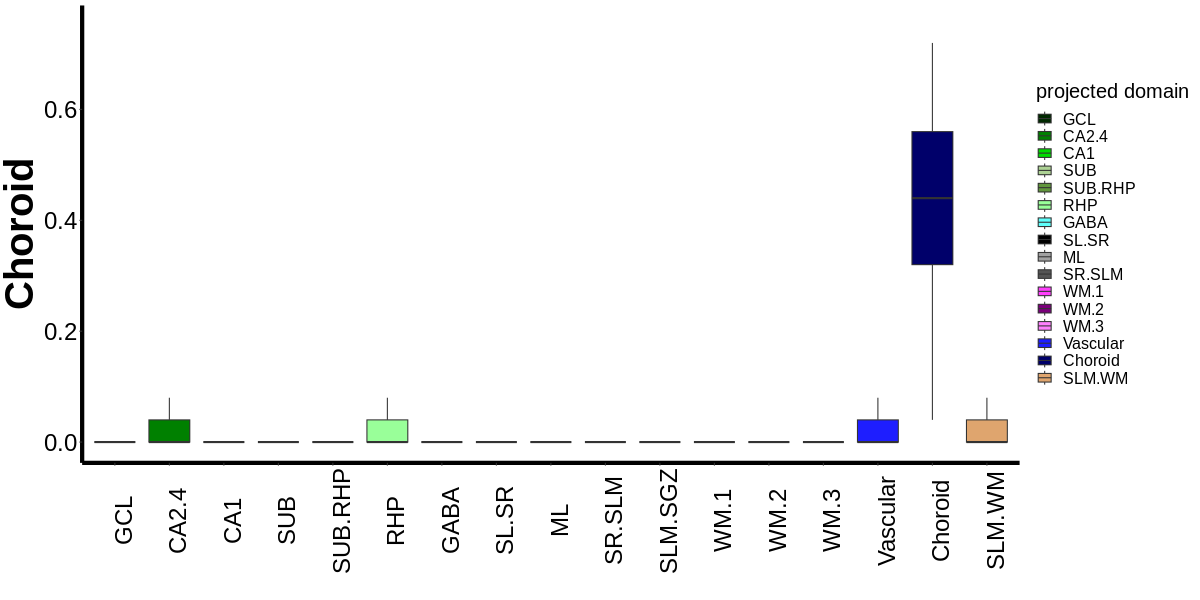 Choroid
0.6
0.4
0.2
0.0
GCL
CA2.4
CA1
SUB
SUB.RHP
RHP
GABA
SL.SR
ML
SR.SLM
SLM.SGZ
WM.1
WM.2
WM.3
Vascular
Choroid
SLM.WM
projected domain
GCL
CA2.4
CA1
SUB
SUB.RHP
RHP
GABA
SL.SR
ML
SR.SLM
WM.1
WM.2
WM.3
Vascular
Choroid
SLM.WM